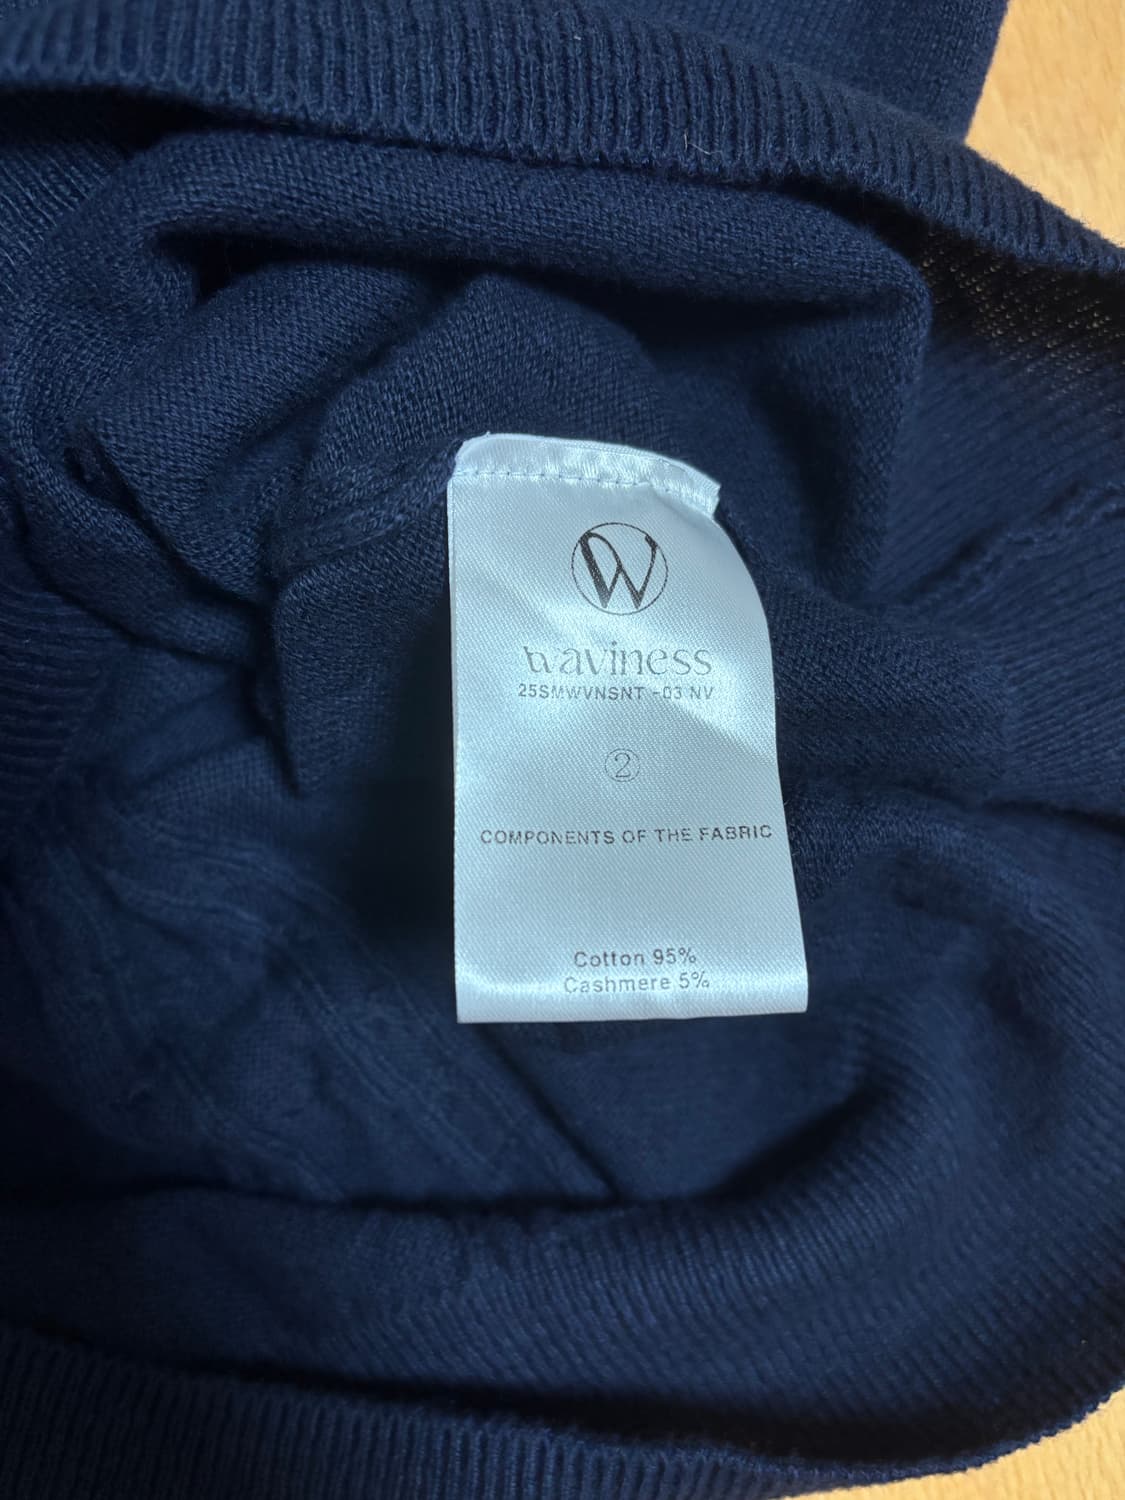 W
waviness
25SMWVNSNT -03 NV
②
COMPONENTS OF THE FABRIC
Cotton 95%
Cashmere 5%